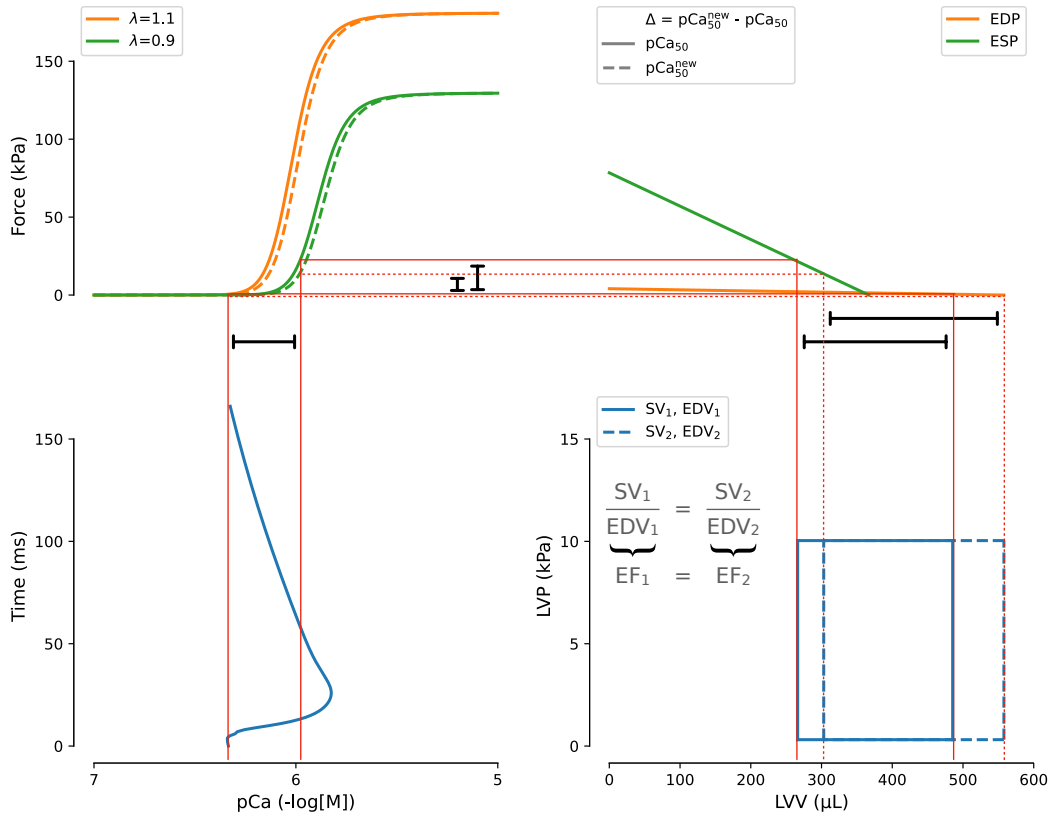 λ=1.1
λ=0.9
Force (kPa)
150
100
50
0
Δ = pCa₅₀ⁿᵉʷ - pCa₅₀
pCa₅₀
pCa₅₀ⁿᵉʷ
EDP
ESP
Time (ms)
150
100
50
0
7
6
5
pCa (-log[M])
SV₁, EDV₁
SV₂, EDV₂
LVP (kPa)
15
10
5
0
SV₁ = SV₂
EDV₁ EDV₂
EF₁ = EF₂
0
100
200
300
400
500
600
LVV (μL)